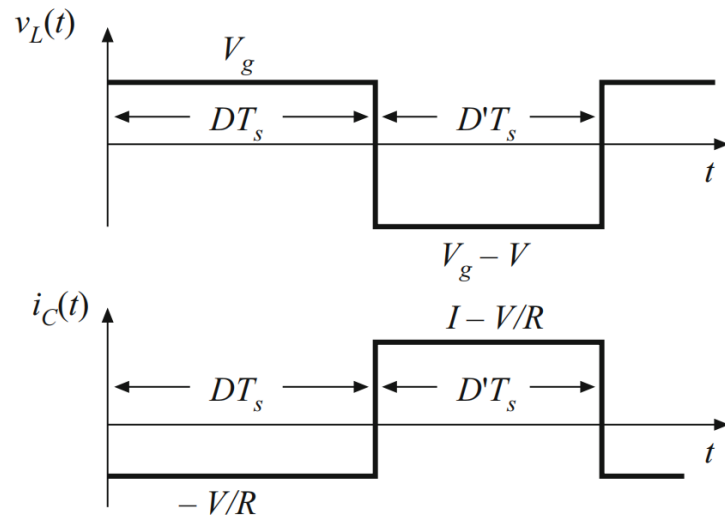 v_L(t)
V_g
DT_s
D'T_s
t
V_g – V
i_C(t)
I – V/R
DT_s
D'T_s
t
– V/R